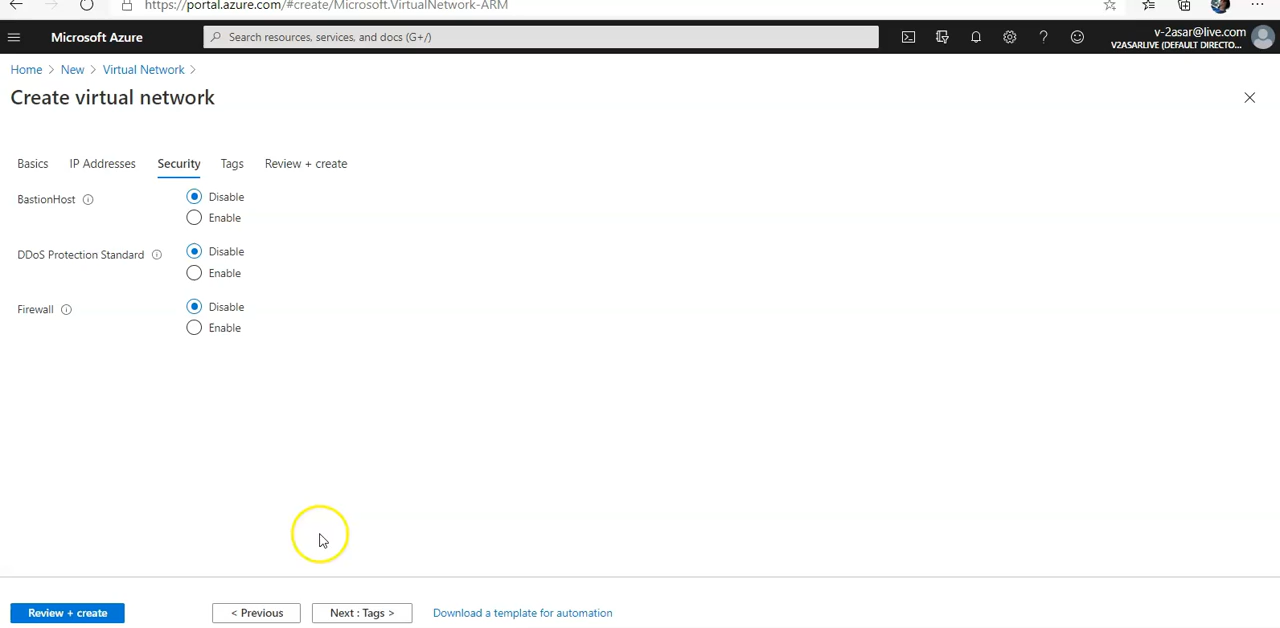 https://portal.azure.com/#create/Microsoft.VirtualNetwork-ARM
Microsoft Azure
Search resources, services, and docs (G+/)
v-2asar@live.com
V2ASARLIVE (DEFAULT DIRECTO...
Home > New > Virtual Network >
Create virtual network
Basics IP Addresses Security Tags Review + create
BastionHost Disable
Enable
DDoS Protection Standard Disable
Enable
Firewall Disable
Enable
Review + create < Previous Next : Tags > Download a template for automation